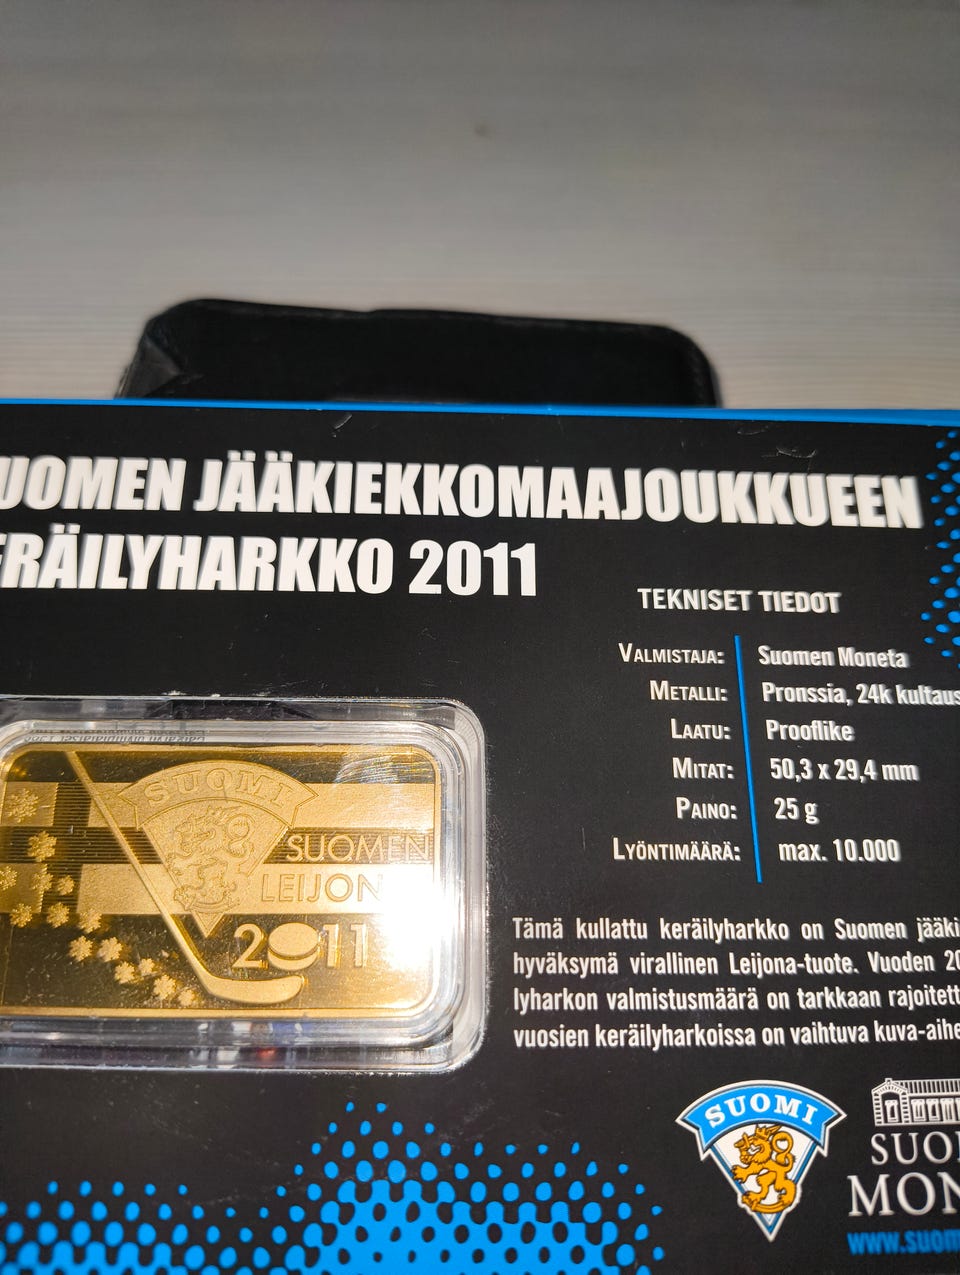 UOMEN JÄÄKIEKKOMAAJOUKKUEEN
ERÄILYHARKKO 2011
TEKNISET TIEDOT
VALMISTAJA: Suomen Moneta
METALLI: Pronssia, 24k kultaus
LAATU: Prooflike
MITAT: 50,3 x 29,4 mm
PAINO: 25 g
LYÖNTIMÄÄRÄ: max. 10.000
SUOMI
SUOMEN
LEIJON
2011
Tämä kullattu keräilyharkko on Suomen jääki
hyväksymä virallinen Leijona-tuote. Vuoden 20
lyharkon valmistusmäärä on tarkkaan rajoitett
vuosien keräilyharkoissa on vaihtuva kuva-aihe
SUOMI
SUO
MON
www.suom